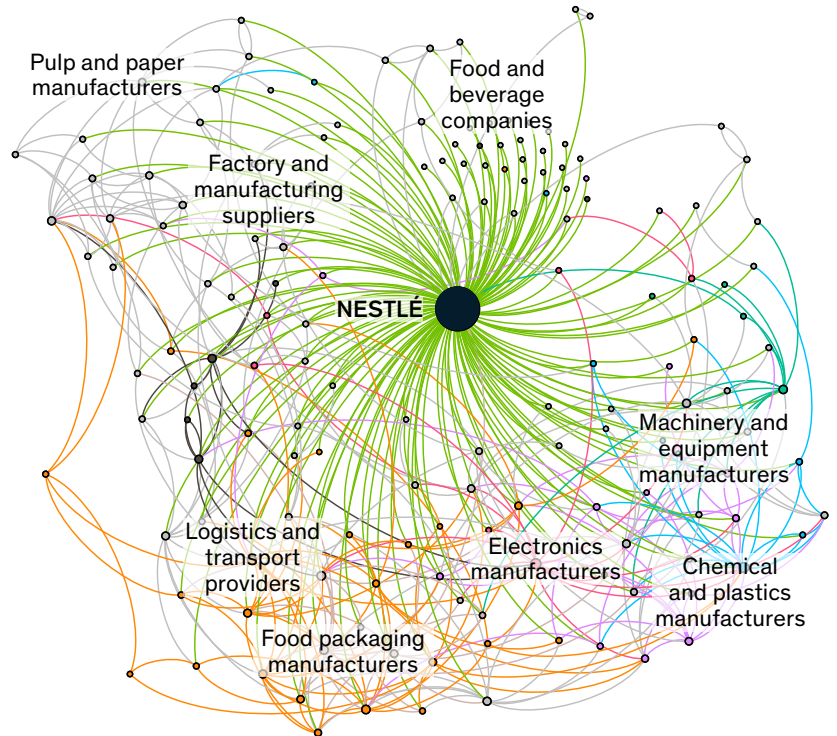 Pulp and paper
manufacturers
Food and
beverage
companies
Factory and
manufacturing
suppliers
NESTLÉ
Machinery and
equipment
manufacturers
Logistics and
transport
providers
Electronics
manufacturers
Chemical
and plastics
manufacturers
Food packaging
manufacturers